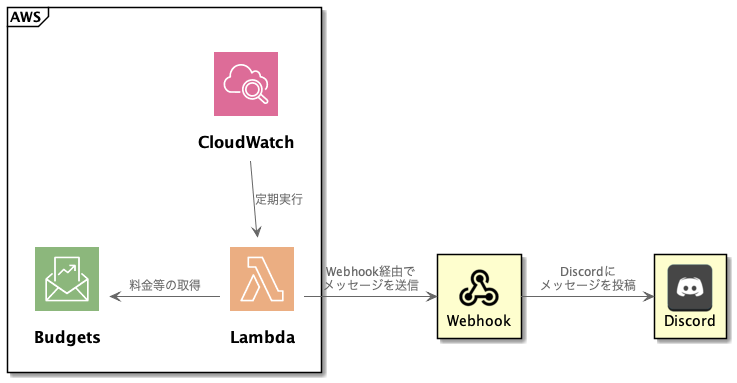 AWS
CloudWatch
定期実行
Budgets
料金等の取得
Lambda
Webhook経由で
メッセージを送信
Webhook
Discordに
メッセージを投稿
Discord